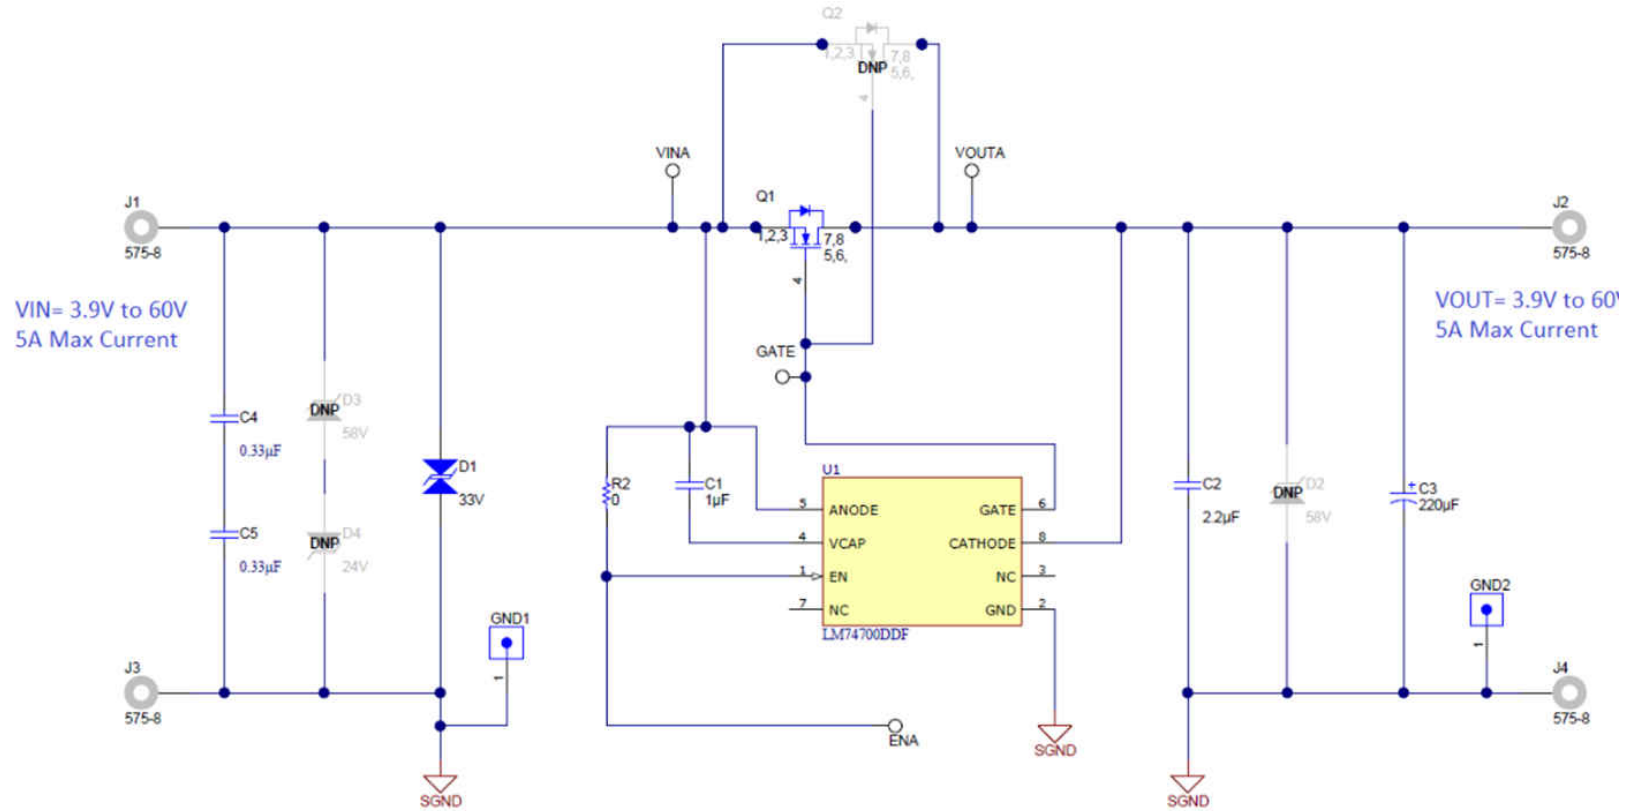 Q2
1,2,3
7,8
5,6,
DNP
4
VINA
VOUTA
Q1
J1
J2
1,2,3
7,8
5,6,
575-8
575-8
4
VIN= 3.9V to 60V
5A Max Current
VOUT= 3.9V to 60V
5A Max Current
GATE
DNP
D3
58V
C4
0.33µF
D1
33V
U1
R2
0
C1
1µF
C2
2.2µF
DNP
D2
58V
C3
220µF
+
5
ANODE
GATE
6
4
VCAP
CATHODE
8
1
EN
NC
3
7
NC
GND
2
LM74700DDF
C5
0.33µF
DNP
D4
24V
GND1
1
GND2
1
J3
575-8
J4
575-8
ENA
SGND
SGND
SGND